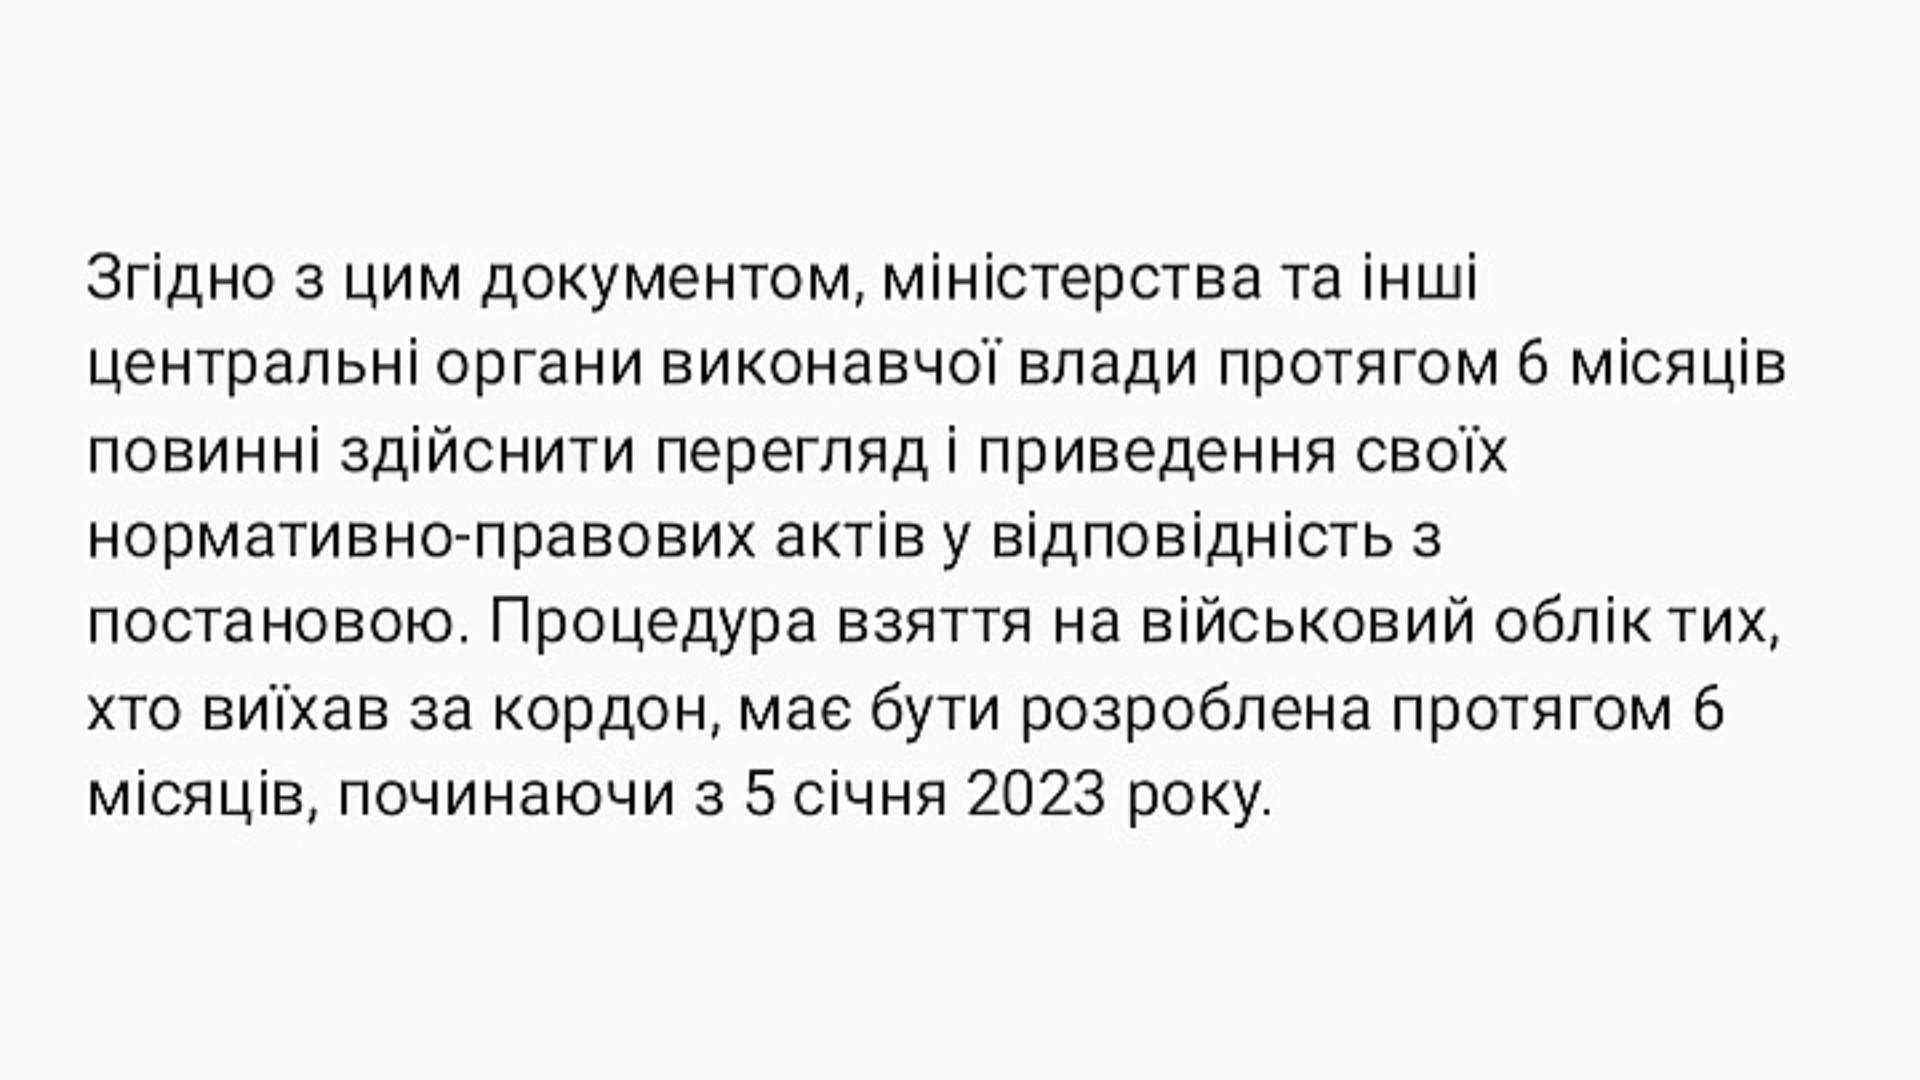 Згідно з цим документом, міністерства та інші
центральні органи виконавчої влади протягом 6 місяців
повинні здійснити перегляд і приведення своїх
нормативно-правових актів у відповідність з
постановою. Процедура взяття на військовий облік тих,
хто виїхав за кордон, має бути розроблена протягом 6
місяців, починаючи з 5 січня 2023 року.